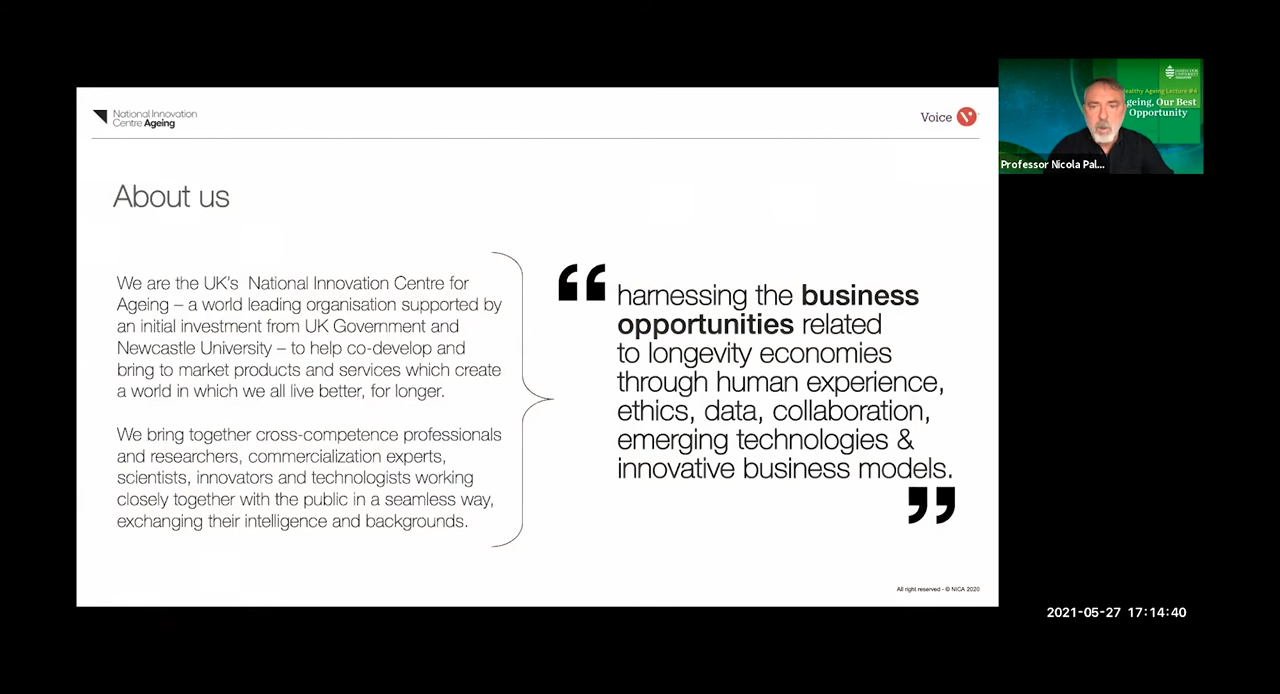 National Innovation
Centre Ageing
Voice
About us
We are the UK's National Innovation Centre for
Ageing – a world leading organisation supported by
an initial investment from UK Government and
Newcastle University – to help co-develop and
bring to market products and services which create
a world in which we all live better, for longer.
We bring together cross-competence professionals
and researchers, commercialization experts,
scientists, innovators and technologists working
closely together with the public in a seamless way,
exchanging their intelligence and backgrounds.
“harnessing the business
opportunities related
to longevity economies
through human experience,
ethics, data, collaboration,
emerging technologies &
innovative business models.”
All right reserved - © NICA 2020
JAMES COOK
UNIVERSITY
SINGAPORE
ealthy Ageing Lecture #4
geing, Our Best
Opportunity
Professor Nicola Pal...
2021-05-27 17:14:40